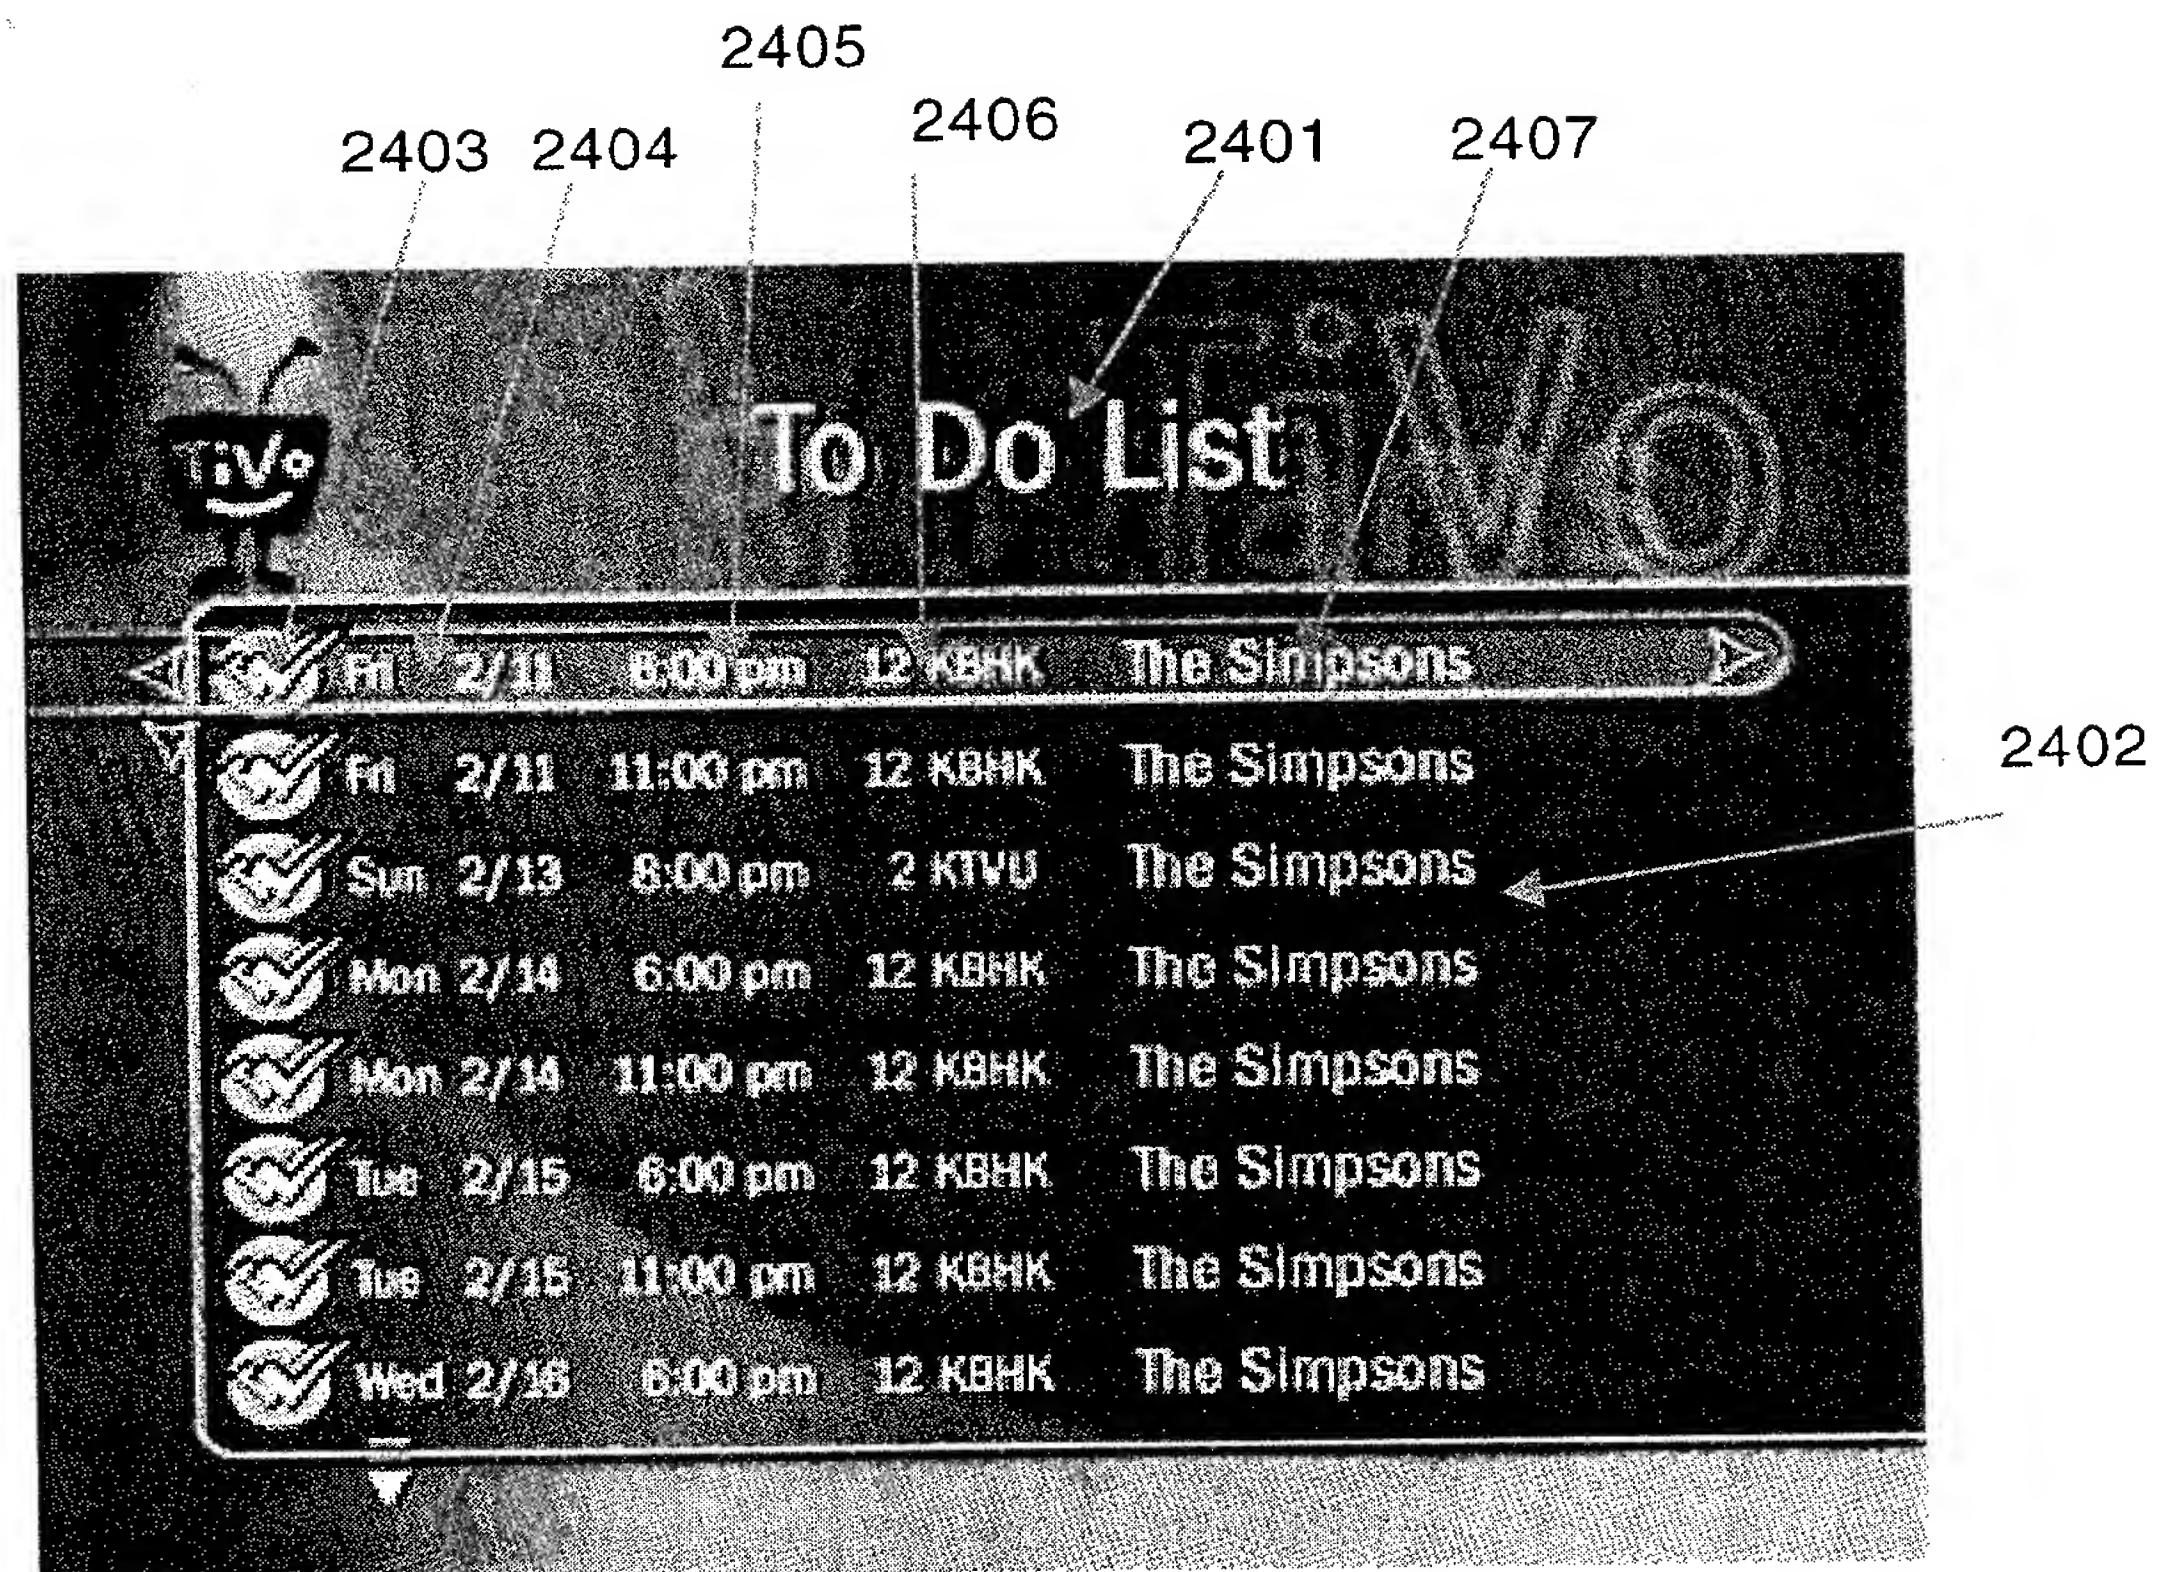 2405
2406
2403 2404 2401 2407
TiVo
To Do List
TiVo
Fri 2/11 6:00 pm 12 KBHK The Simpsons
2402
Fri 2/11 11:00 pm 12 KBHK The Simpsons
Sun 2/13 8:00 pm 2 KTVU The Simpsons
Mon 2/14 6:00 pm 12 KBHK The Simpsons
Mon 2/14 11:00 pm 12 KBHK The Simpsons
Tue 2/15 6:00 pm 12 KBHK The Simpsons
Tue 2/15 11:00 pm 12 KBHK The Simpsons
Wed 2/16 6:00 pm 12 KBHK The Simpsons